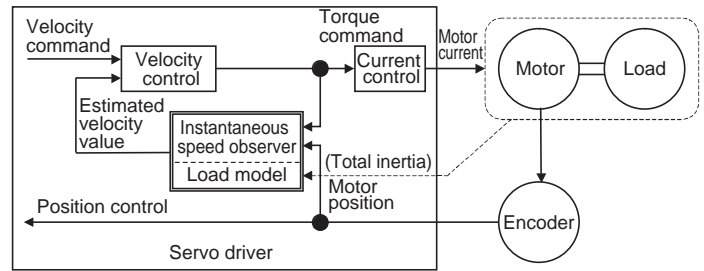 Velocity
command
Velocity
control
Torque
command
Current
control
Motor
current
Motor
Load
Estimated
velocity
value
Instantaneous
speed observer
Load model
(Total inertia)
Motor
position
Position control
Encoder
Servo driver